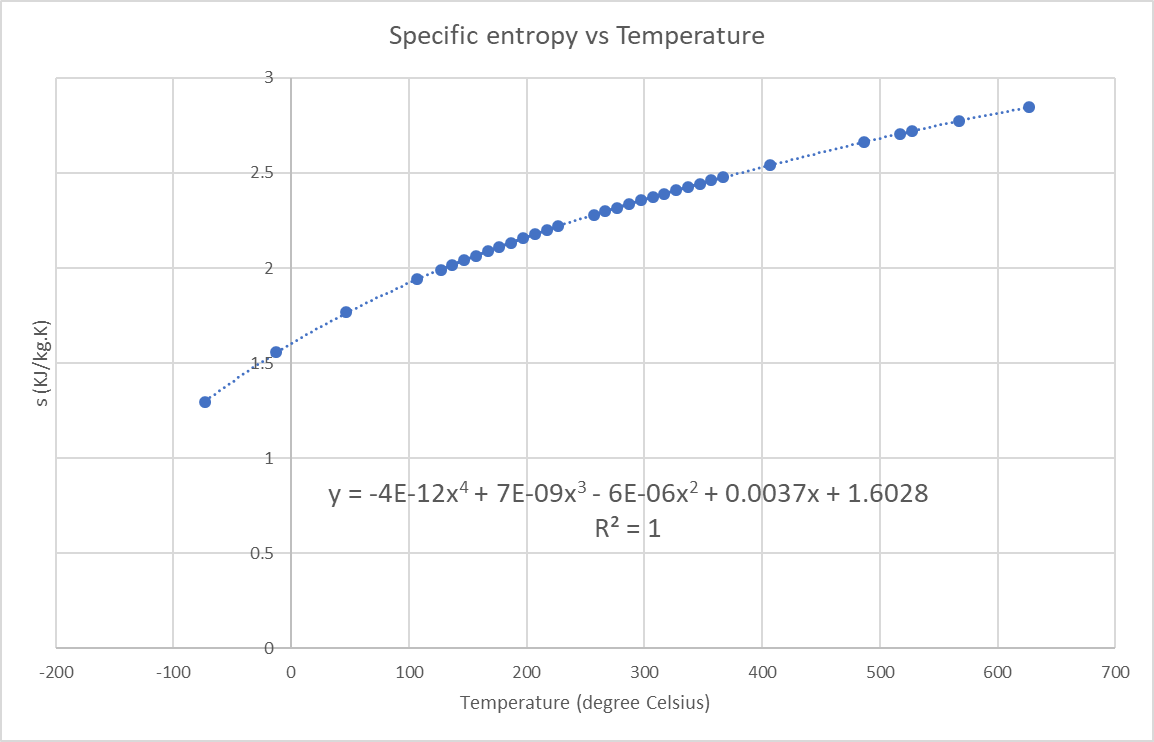 Specific entropy vs Temperature
3
2.5
2
1.5
1
0.5
0
s (KJ/kg.K)
y = -4E-12x⁴ + 7E-09x³ - 6E-06x² + 0.0037x + 1.6028
R² = 1
-200 -100 0 100 200 300 400 500 600 700
Temperature (degree Celsius)